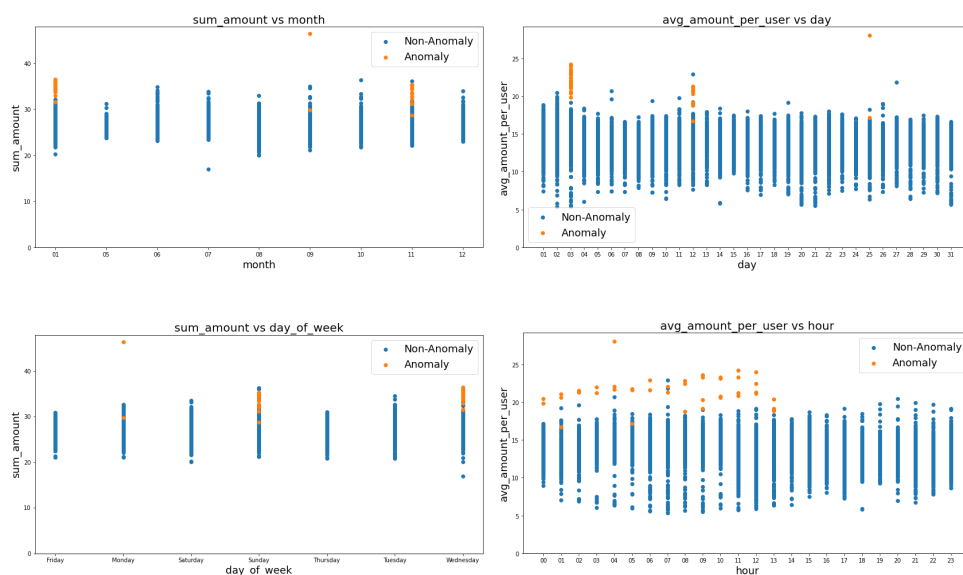 sum_amount vs month
Non-Anomaly
Anomaly
sum_amount
40
30
20
10
0
01 05 06 07 08 09 10 11 12
month
avg_amount_per_user vs day
avg_amount_per_user
25
20
15
10
5
0
Non-Anomaly
Anomaly
01 02 03 04 05 06 07 08 09 10 11 12 13 14 15 16 17 18 19 20 21 22 23 24 25 26 27 28 29 30 31
day
sum_amount vs day_of_week
Non-Anomaly
Anomaly
sum_amount
40
30
20
10
0
Friday Monday Saturday Sunday Thursday Tuesday Wednesday
day_of_week
avg_amount_per_user vs hour
Non-Anomaly
Anomaly
avg_amount_per_user
25
20
15
10
5
0
00 01 02 03 04 05 06 07 08 09 10 11 12 13 14 15 16 17 18 19 20 21 22 23
hour